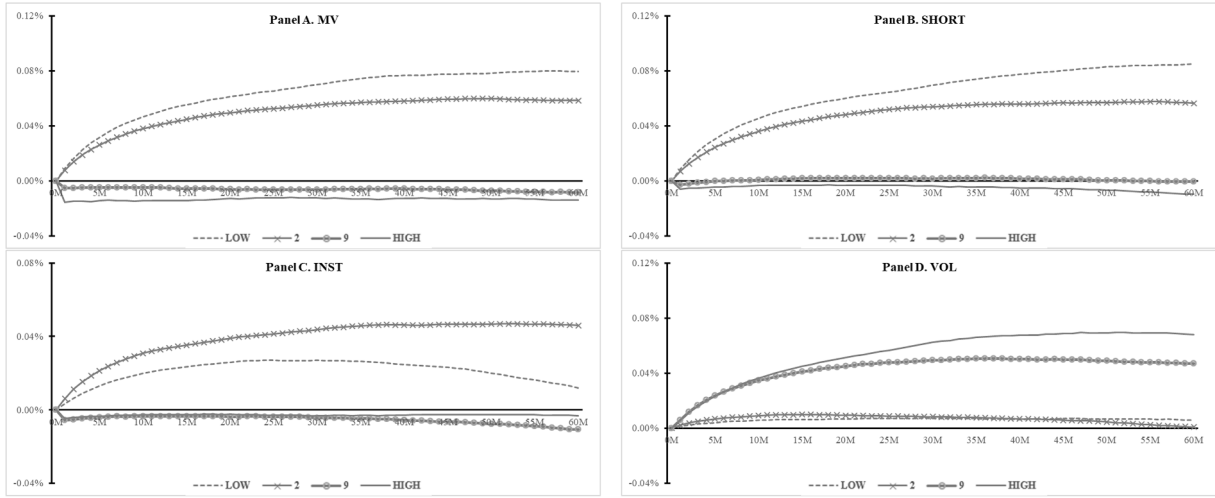 Panel A. MV
0.12%
0.08%
0.04%
0.00%
-0.04%
0M 5M 10M 15M 20M 25M 30M 35M 40M 45M 50M 55M 60M
LOW 2 9 HIGH
Panel B. SHORT
0.12%
0.08%
0.04%
0.00%
-0.04%
0M 5M 10M 15M 20M 25M 30M 35M 40M 45M 50M 55M 60M
LOW 2 9 HIGH
Panel C. INST
0.08%
0.04%
0.00%
-0.04%
0M 5M 10M 15M 20M 25M 30M 35M 40M 45M 50M 55M 60M
LOW 2 9 HIGH
Panel D. VOL
0.12%
0.08%
0.04%
0.00%
-0.04%
0M 5M 10M 15M 20M 25M 30M 35M 40M 45M 50M 55M 60M
LOW 2 9 HIGH